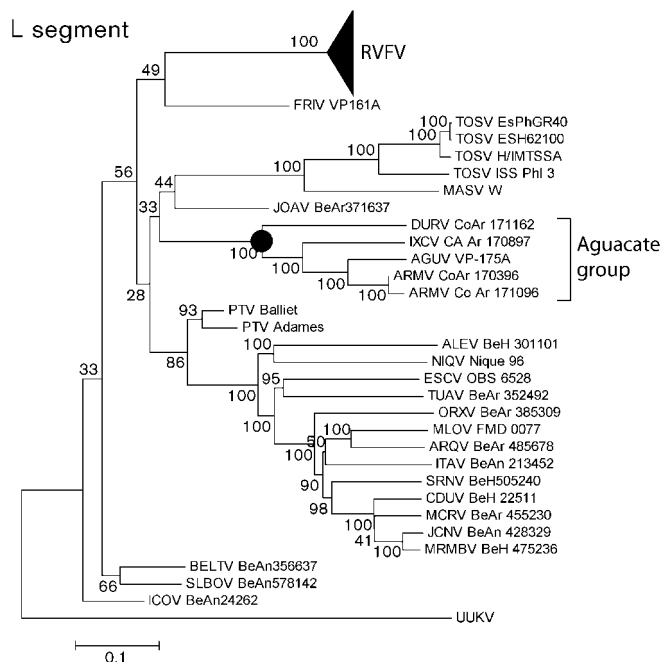 L segment
100
RVFV
49
FRIV VP161A
56
100
TOSV EsPhGR40
100
TOSV ESH62100
TOSV H/IMTSSA
100
100
TOSV ISS Phl 3
44
MASV W
33
JOAV BeAr371637
DURV CoAr 171162
100
IXCV CA Ar 170897
100
AGUV VP-175A
100
ARMV CoAr 170396
100
ARMV Co Ar 171096
Aguacate
group
28
93
PTV Balliet
PTV Adames
86
100
ALEV BeH 301101
NIQV Nique 96
100
95
ESCV OBS 6528
TUAV BeAr 352492
100
ORXV BeAr 385309
100
MLOV FMD 0077
50
ARQV BeAr 485678
100
ITAV BeAn 213452
90
SRNV BeH505240
98
CDUV BeH 22511
100
MCRV BeAr 455230
41
JCNV BeAn 428329
100
MRMBV BeH 475236
33
BELTV BeAn356637
66
SLBOV BeAn578142
ICOV BeAn24262
UUKV
0.1